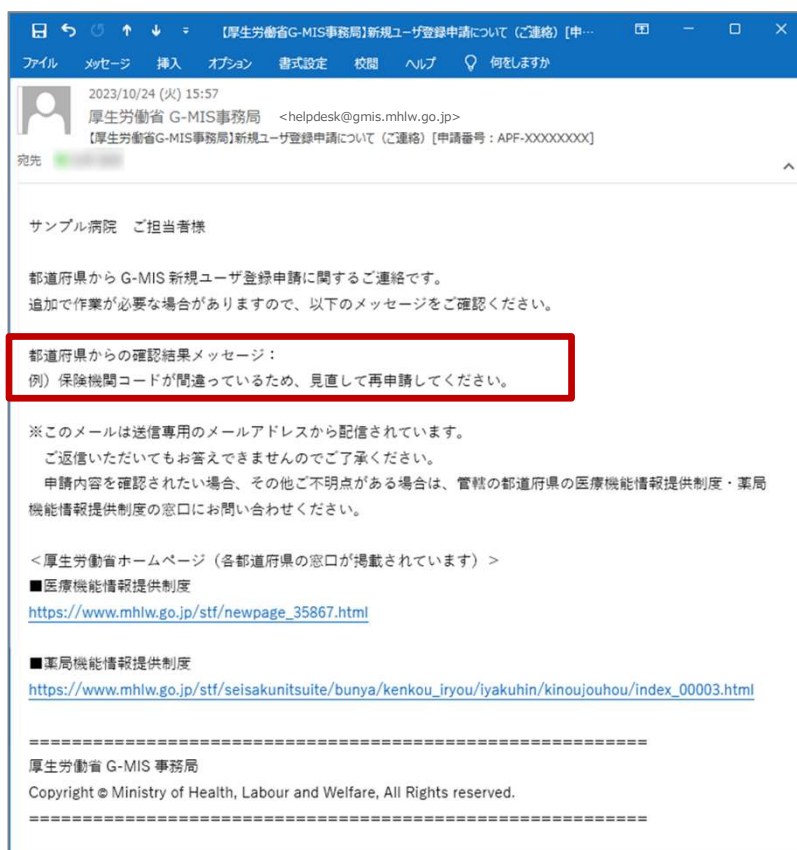 【厚生労働省G-MIS事務局】新規ユーザ登録申請について（ご連絡）[申…
ファイル メッセージ 挿入 オプション 書式設定 校閲 ヘルプ 何をしますか
2023/10/24 (火) 15:57
厚生労働省 G-MIS事務局 <helpdesk@gmis.mhlw.go.jp>
【厚生労働省G-MIS事務局】新規ユーザ登録申請について（ご連絡）[申請番号：APF-XXXXXXXX]
宛先
サンプル病院　ご担当者様
都道府県から G-MIS 新規ユーザ登録申請に関するご連絡です。
追加で作業が必要な場合がありますので、以下のメッセージをご確認ください。
都道府県からの確認結果メッセージ：
例）保険機関コードが間違っているため、見直して再申請してください。
※このメールは送信専用のメールアドレスから配信されています。
ご返信いただいてもお答えできませんのでご了承ください。
申請内容を確認されたい場合、その他ご不明点がある場合は、管轄の都道府県の医療機能情報提供制度・薬局
機能情報提供制度の窓口にお問い合わせください。
＜厚生労働省ホームページ（各都道府県の窓口が掲載されています）＞
■医療機能情報提供制度
https://www.mhlw.go.jp/stf/newpage_35867.html
■薬局機能情報提供制度
https://www.mhlw.go.jp/stf/seisakunitsuite/bunya/kenkou_iryou/iyakuhin/kinoujouhou/index_00003.html
==========================================================
厚生労働省 G-MIS 事務局
Copyright © Ministry of Health, Labour and Welfare, All Rights reserved.
==========================================================